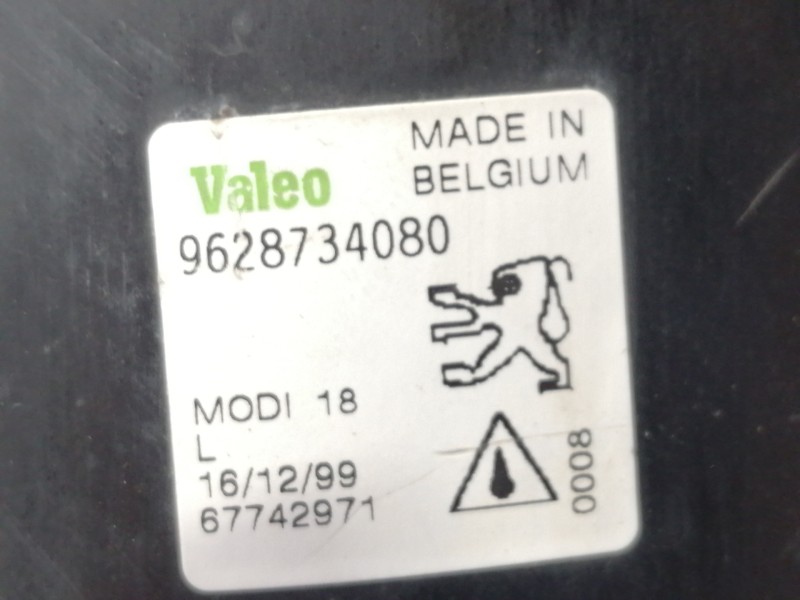 MADE IN
BELGIUM
Valeo
9628734080
MODI 18
L
16/12/99
67742971
0008